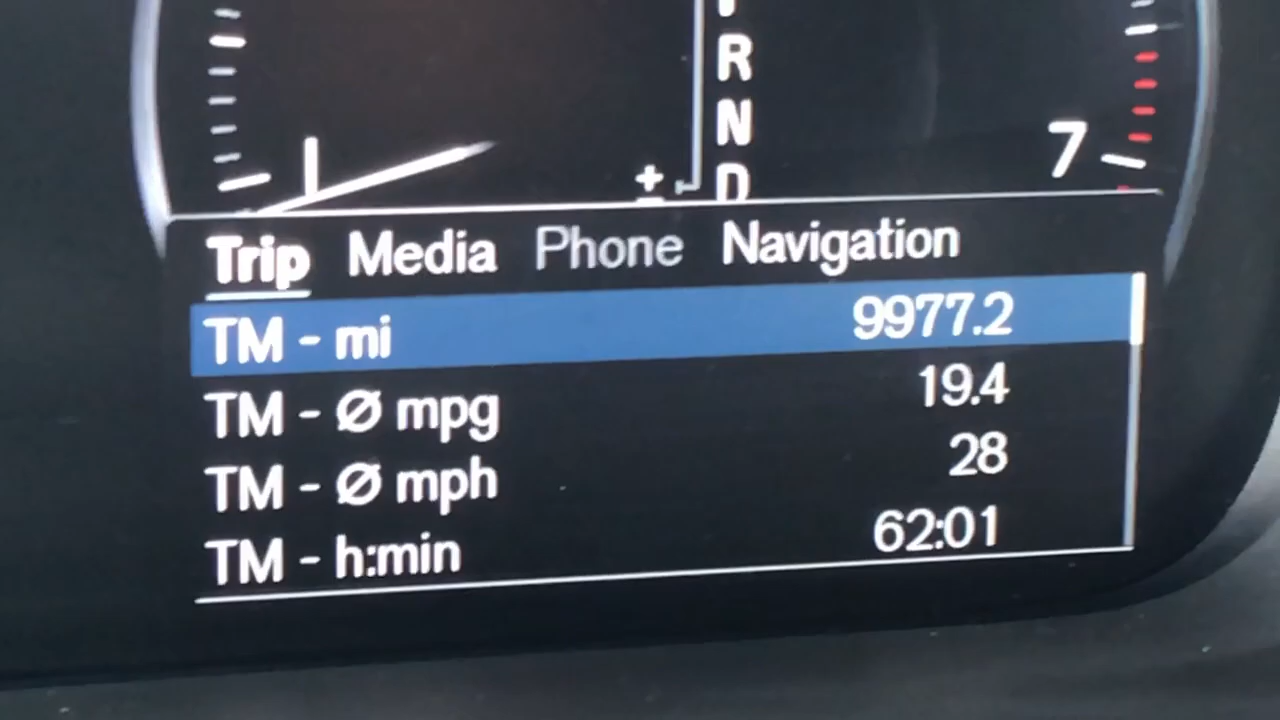 R
N
D
±
7
Trip Media Phone Navigation
TM - mi 9977.2
TM - Ø mpg 19.4
TM - Ø mph 28
TM - h:min 62:01